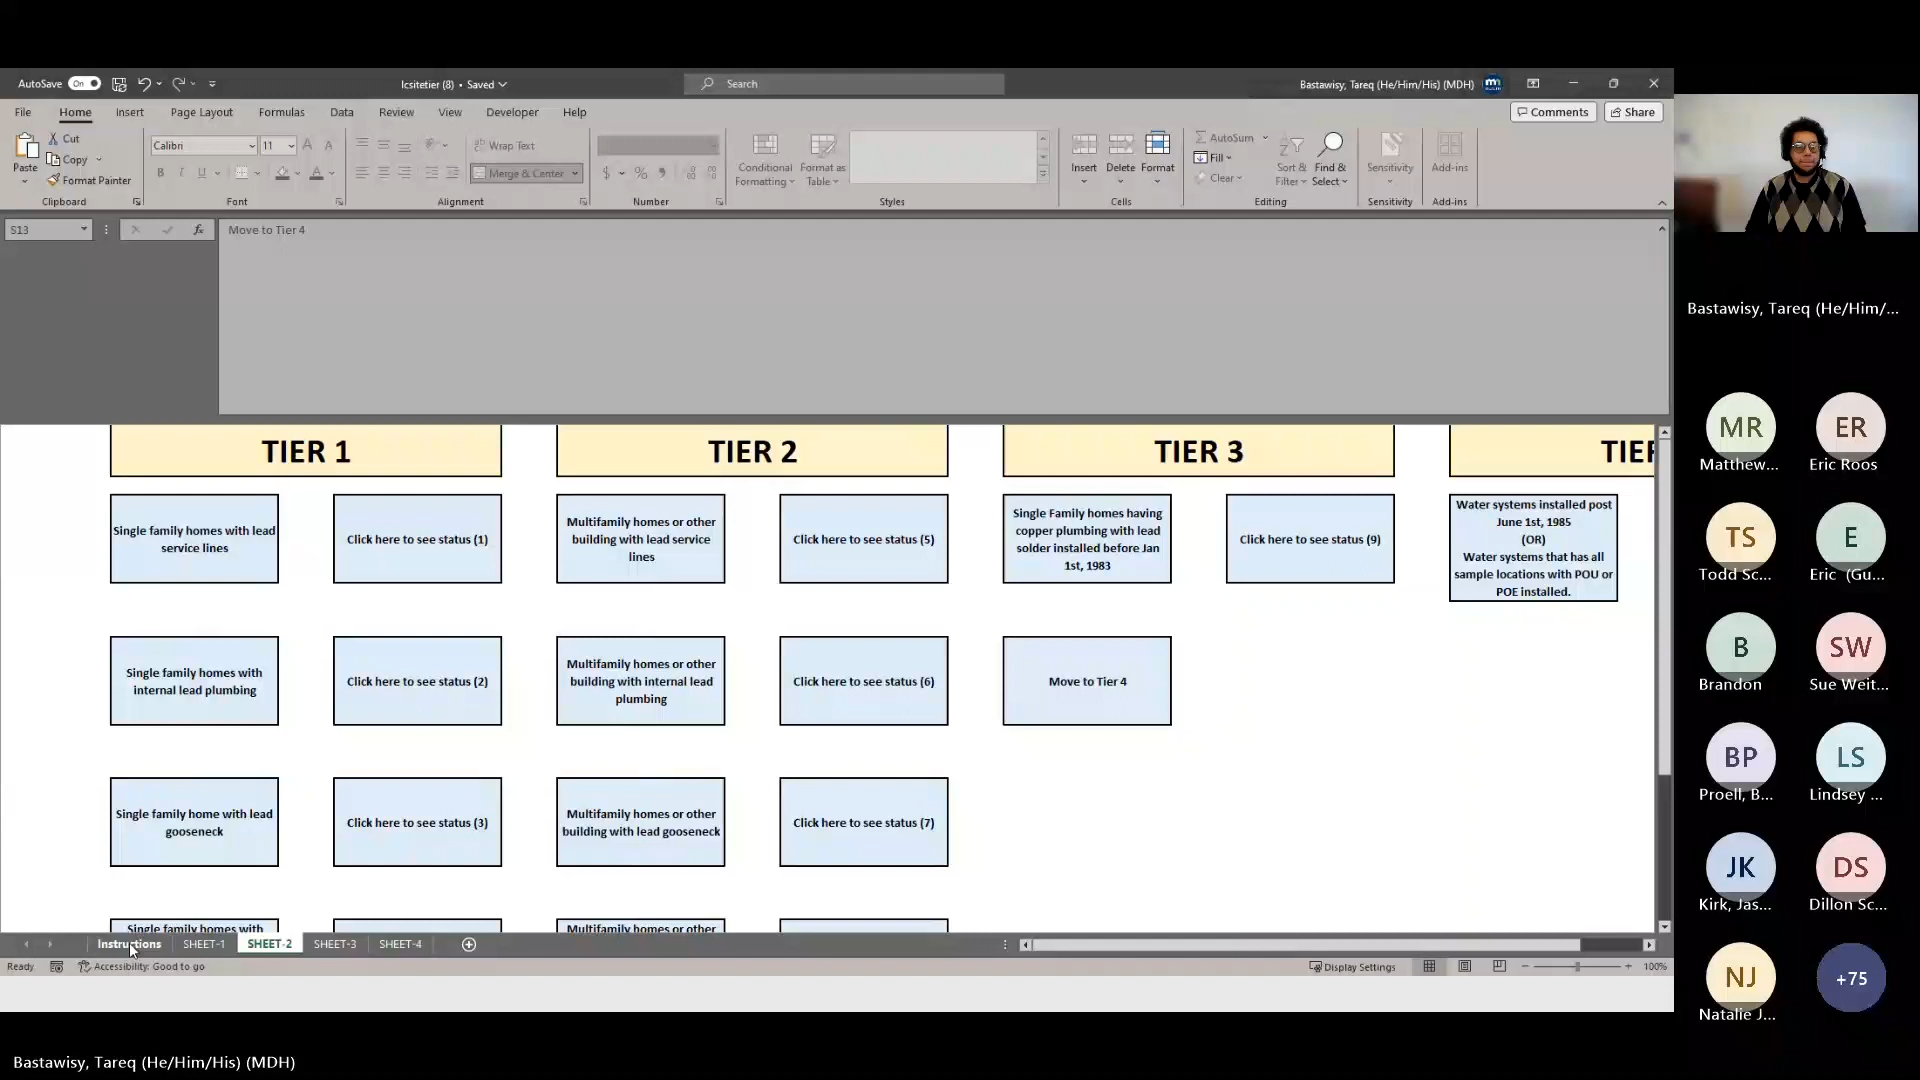 AutoSave On
lcsitetier (8) • Saved
Search
Bastawisy, Tareq (He/Him/His) (MDH)
File Home Insert Page Layout Formulas Data Review View Developer Help
Comments Share
Paste
Cut
Copy
Format Painter
Calibri 11
B I U
Wrap Text
Merge & Center
$ % ,
Conditional Formatting
Format as Table
Insert Delete Format
AutoSum
Fill
Clear
Sort & Filter
Find & Select
Sensitivity
Add-ins
Clipboard Font Alignment Number Styles Cells Editing Sensitivity Add-ins
S13
fx
Move to Tier 4
TIER 1
TIER 2
TIER 3
Single family homes with lead
service lines
Click here to see status (1)
Multifamily homes or other
building with lead service
lines
Click here to see status (5)
Single Family homes having
copper plumbing with lead
solder installed before Jan
1st, 1983
Click here to see status (9)
Water systems installed post
June 1st, 1985
(OR)
Water systems that has all
sample locations with POU or
POE installed.
Single family homes with
internal lead plumbing
Click here to see status (2)
Multifamily homes or other
building with internal lead
plumbing
Click here to see status (6)
Move to Tier 4
Single family home with lead
gooseneck
Click here to see status (3)
Multifamily homes or other
building with lead gooseneck
Click here to see status (7)
Single family homes with
Multifamily homes or other
Instructions SHEET-1 SHEET-2 SHEET-3 SHEET-4
Ready
Accessibility: Good to go
Display Settings
100%
Bastawisy, Tareq (He/Him/...
MR
Matthew...
ER
Eric Roos
TS
Todd Sc...
E
Eric (Gu...
B
Brandon
SW
Sue Weit...
BP
Proell, B...
LS
Lindsey ...
JK
Kirk, Jas...
DS
Dillon Sc...
NJ
Natalie J...
+75
Bastawisy, Tareq (He/Him/His) (MDH)